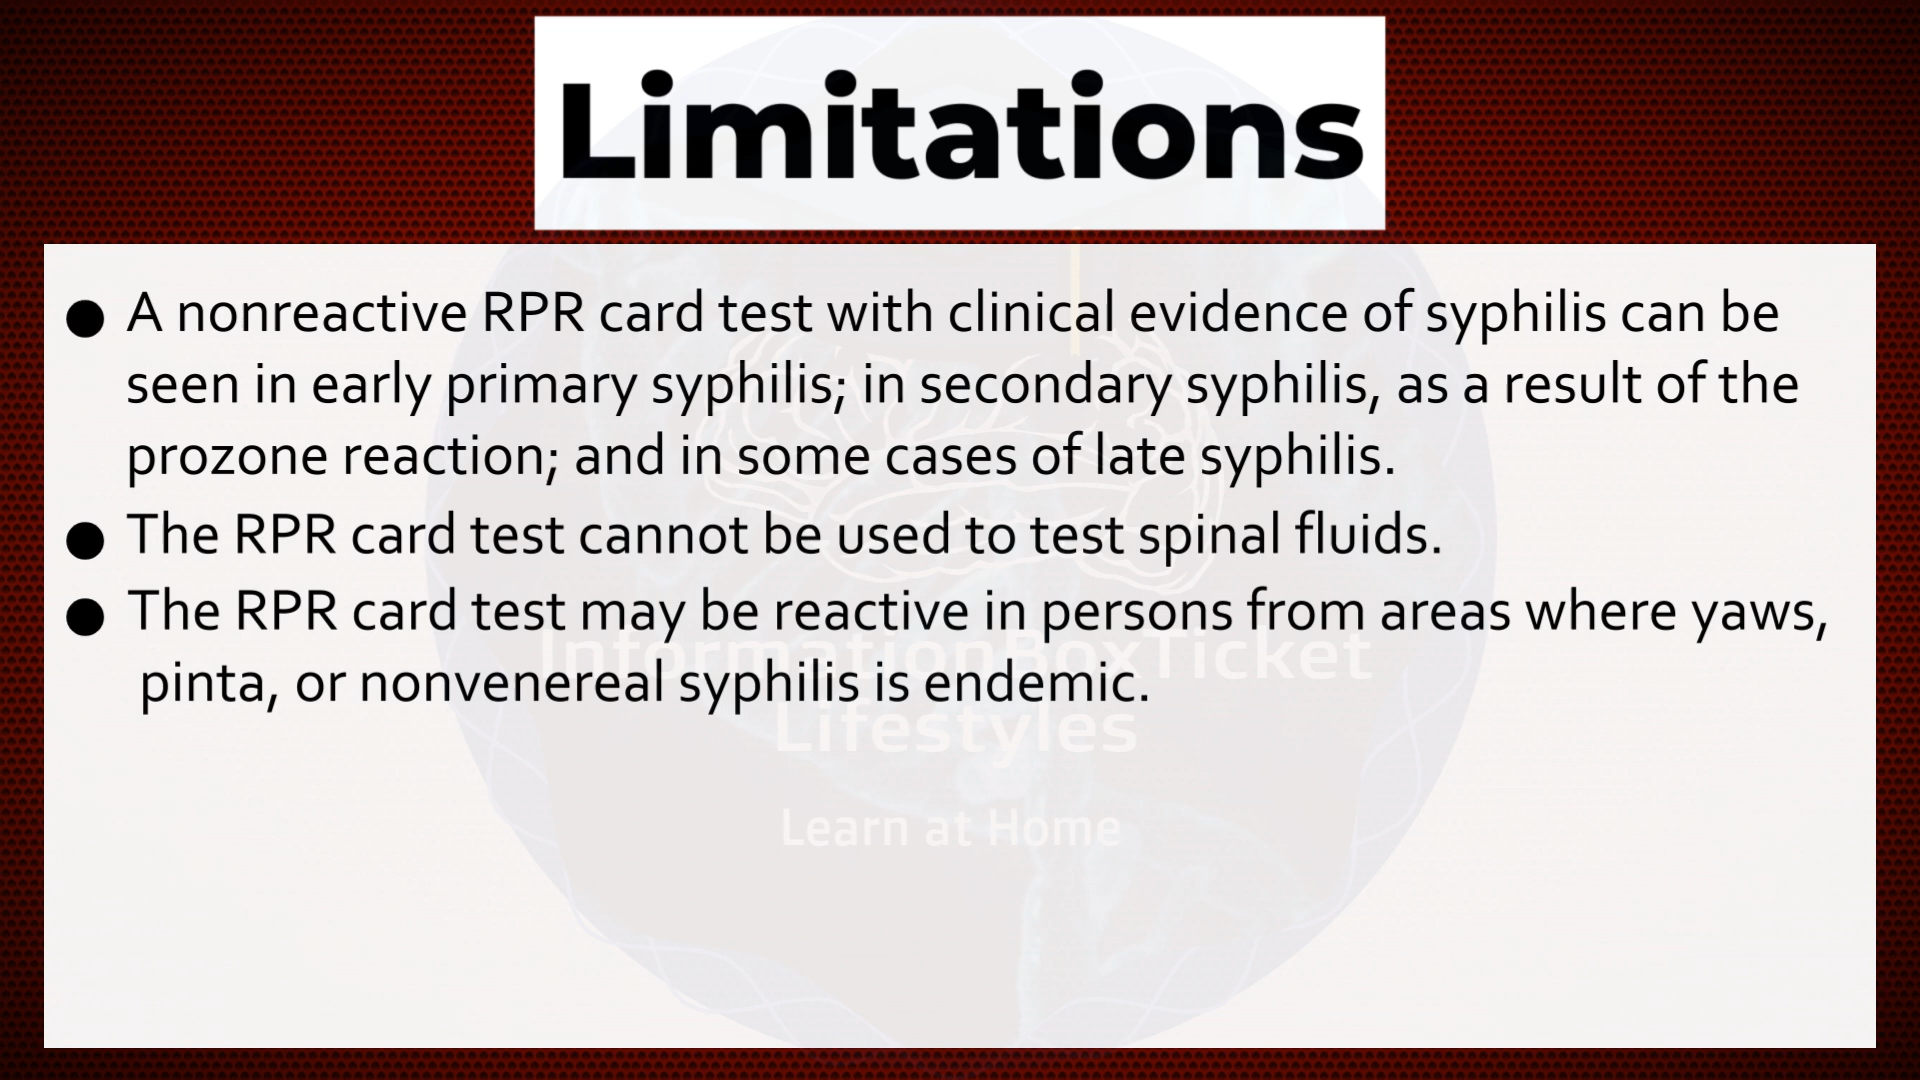 Limitations
● A nonreactive RPR card test with clinical evidence of syphilis can be
seen in early primary syphilis; in secondary syphilis, as a result of the
prozone reaction; and in some cases of late syphilis.
● The RPR card test cannot be used to test spinal fluids.
● The RPR card test may be reactive in persons from areas where yaws,
pinta, or nonvenereal syphilis is endemic.
InformationBoxTicket
Lifestyles
Learn at Home